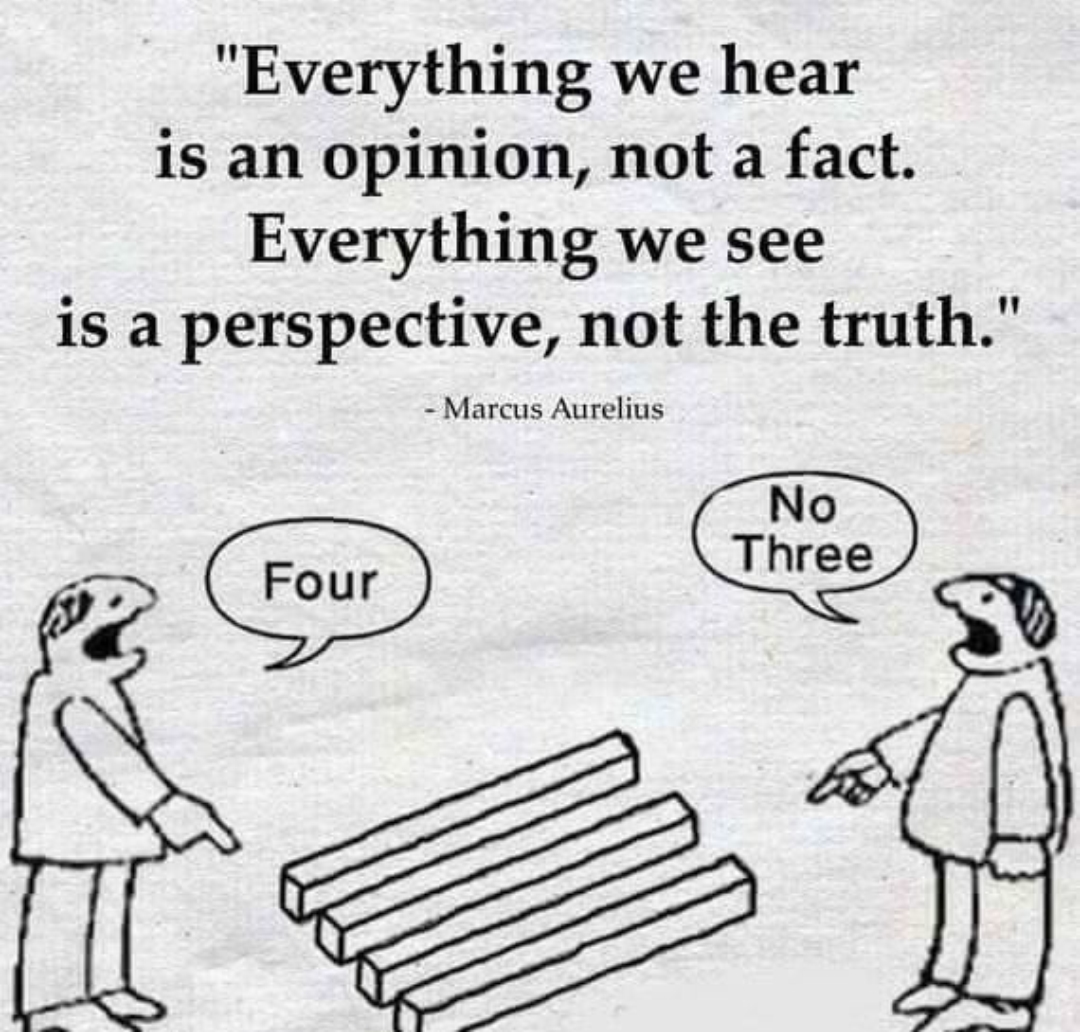 "Everything we hear
is an opinion, not a fact.
Everything we see
is a perspective, not the truth."
- Marcus Aurelius
Four
No
Three